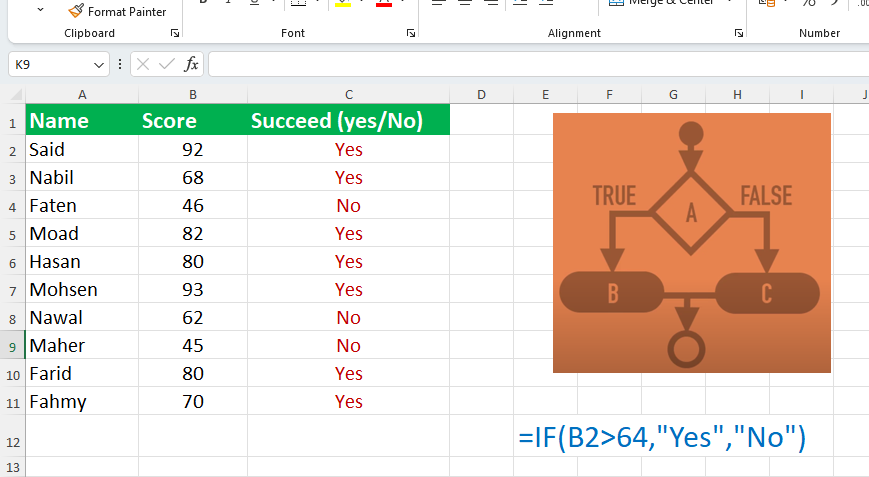 Format Painter
Merge & Center
Clipboard
Font
Alignment
Number
K9
fx
A B C D E F G H I J
1 Name Score Succeed (yes/No)
2 Said 92 Yes
3 Nabil 68 Yes
4 Faten 46 No
5 Moad 82 Yes
6 Hasan 80 Yes
7 Mohsen 93 Yes
8 Nawal 62 No
9 Maher 45 No
10 Farid 80 Yes
11 Fahmy 70 Yes
12
13
TRUE FALSE
A
B C
=IF(B2>64,"Yes","No")